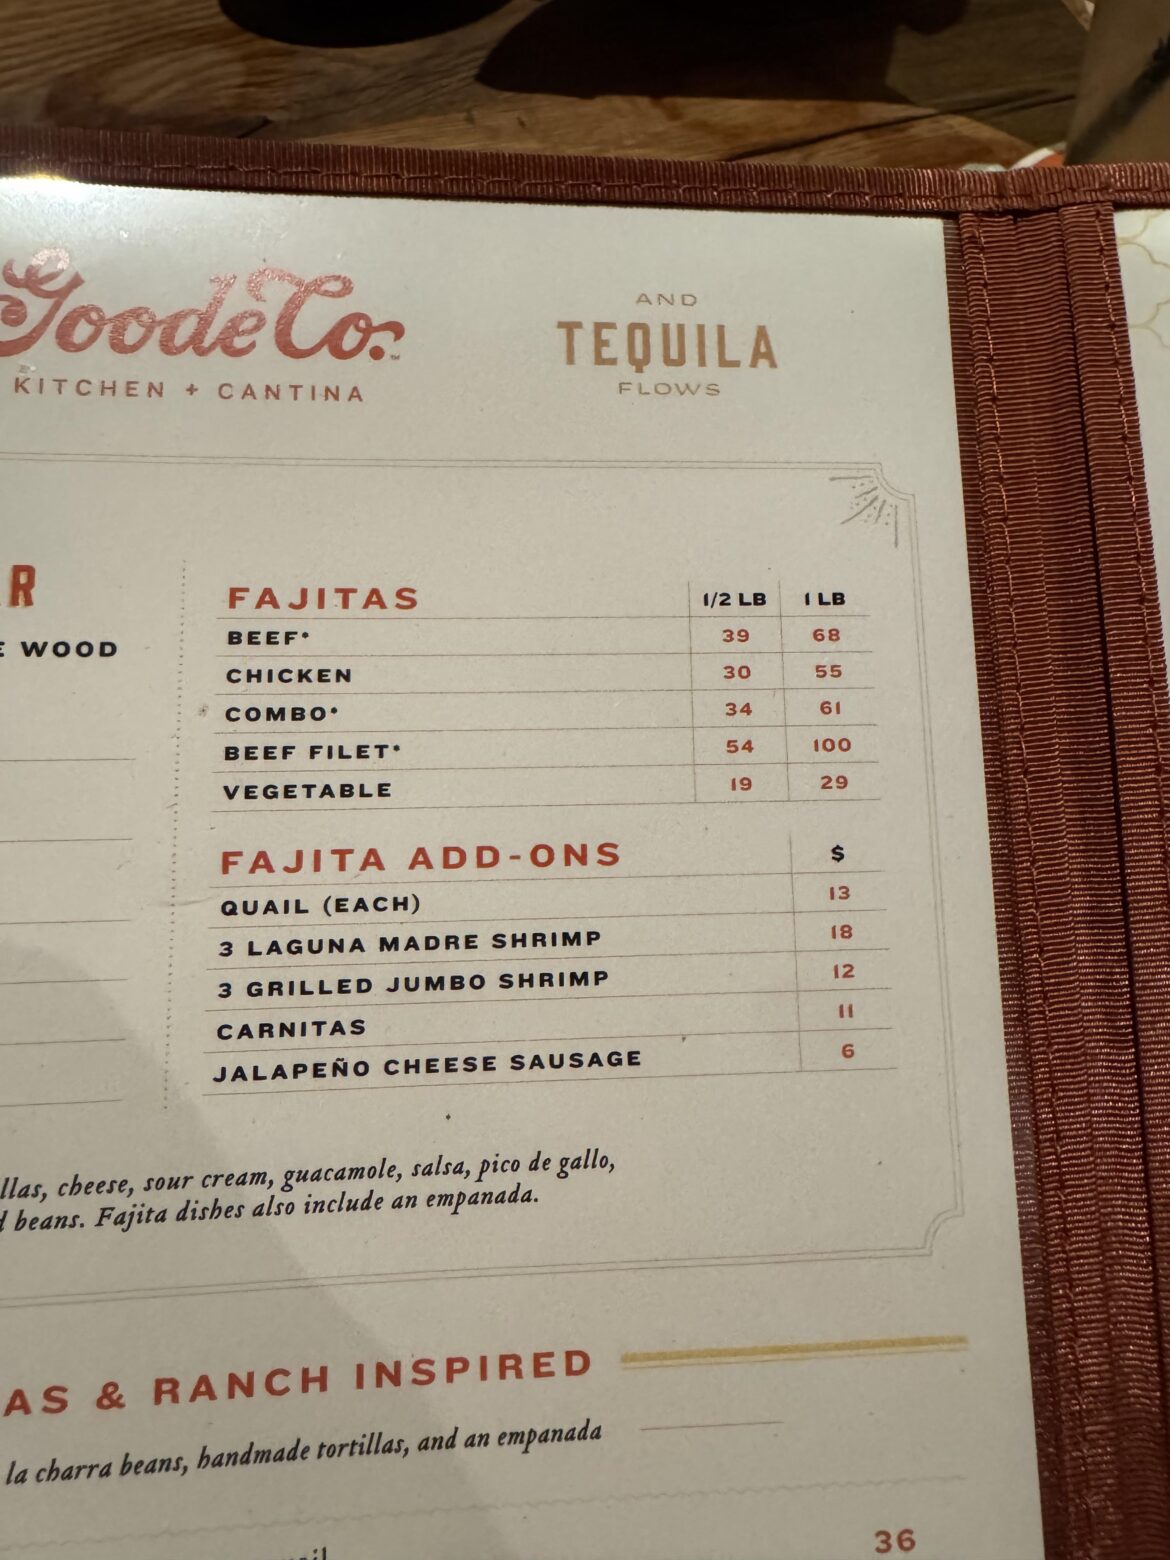 Goode Co.
KITCHEN + CANTINA
AND
TEQUILA
FLOWS
WOOD
FAJITAS 1/2 LB 1 LB
BEEF* 39 68
CHICKEN 30 55
COMBO* 34 61
BEEF FILET* 54 100
VEGETABLE 19 29
FAJITA ADD-ONS $
QUAIL (EACH) 13
3 LAGUNA MADRE SHRIMP 18
3 GRILLED JUMBO SHRIMP 12
CARNITAS 11
JALAPEÑO CHEESE SAUSAGE 6
cheese, sour cream, guacamole, salsa, pico de gallo,
beans. Fajita dishes also include an empanada.
& RANCH INSPIRED
la charra beans, handmade tortillas, and an empanada
36